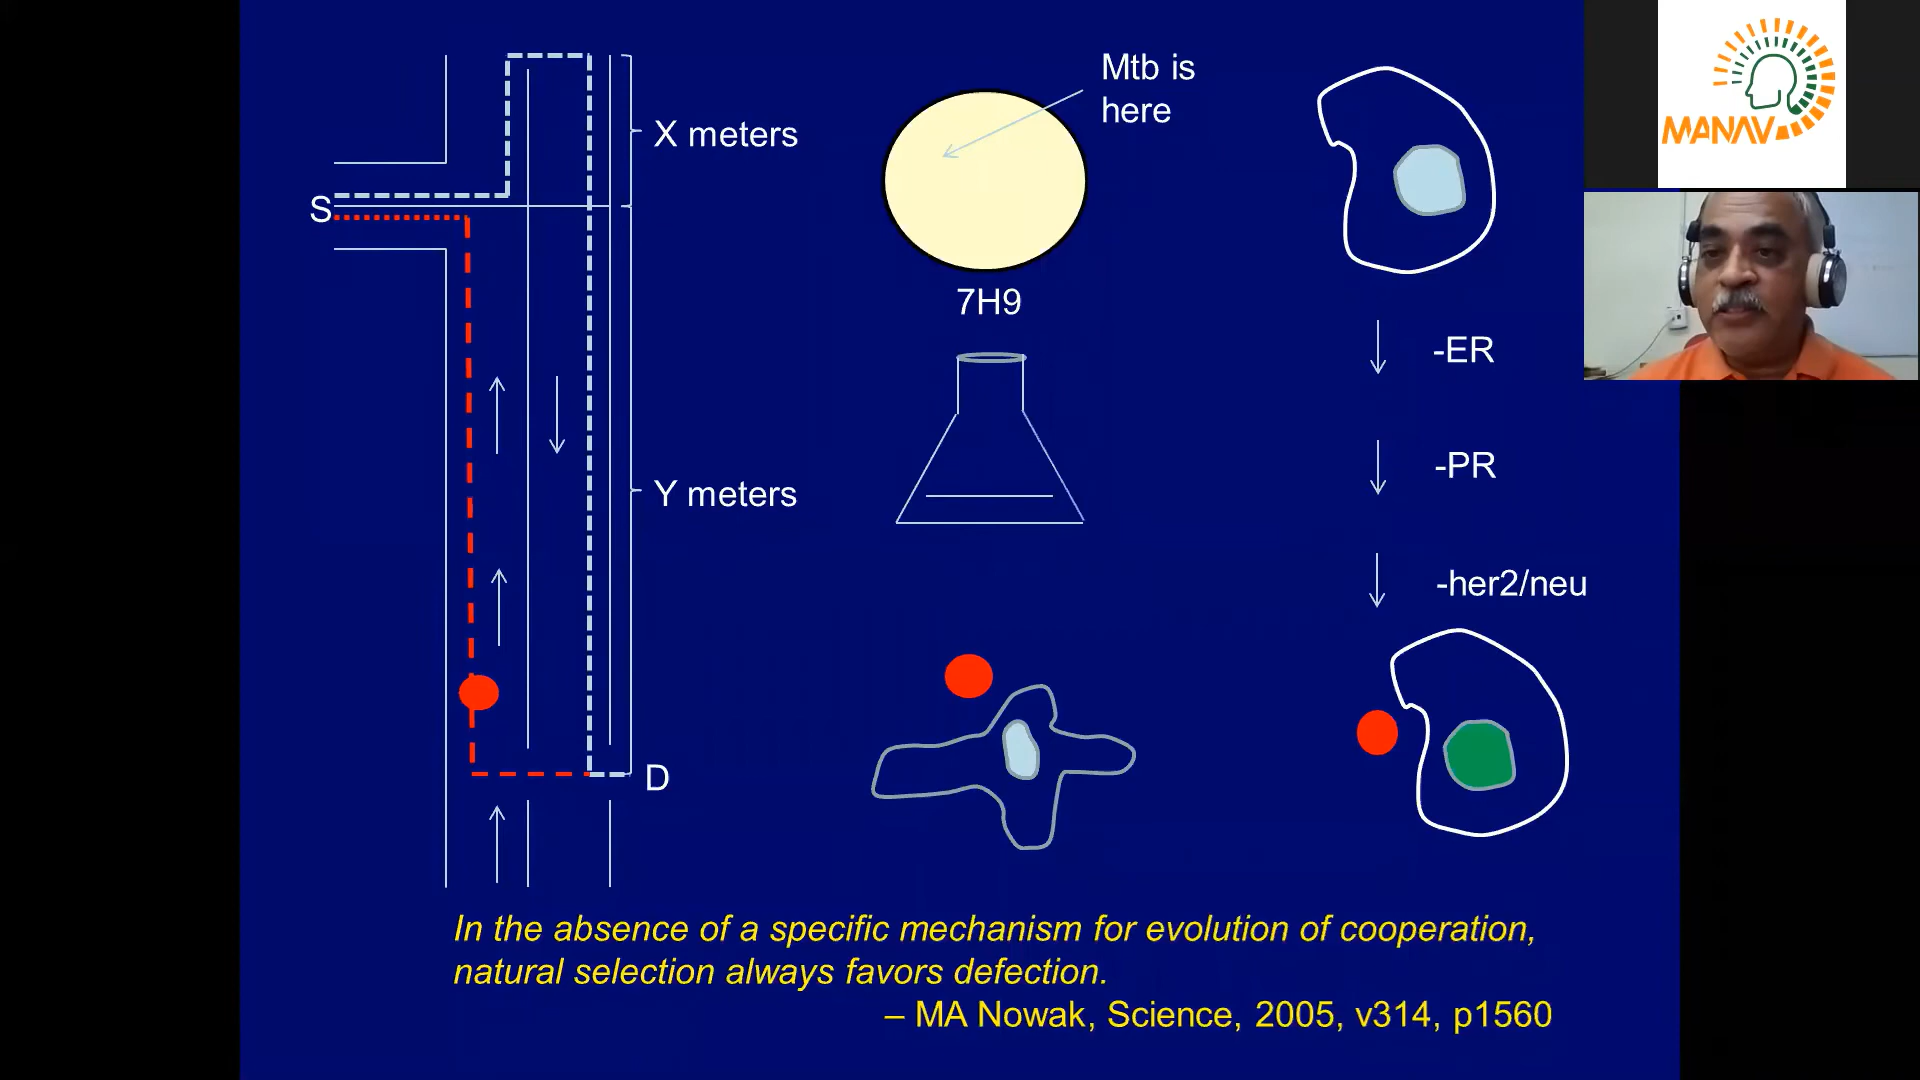 S
X meters
Y meters
D
Mtb is
here
7H9
-ER
-PR
-her2/neu
In the absence of a specific mechanism for evolution of cooperation,
natural selection always favors defection.
– MA Nowak, Science, 2005, v314, p1560
MANAV